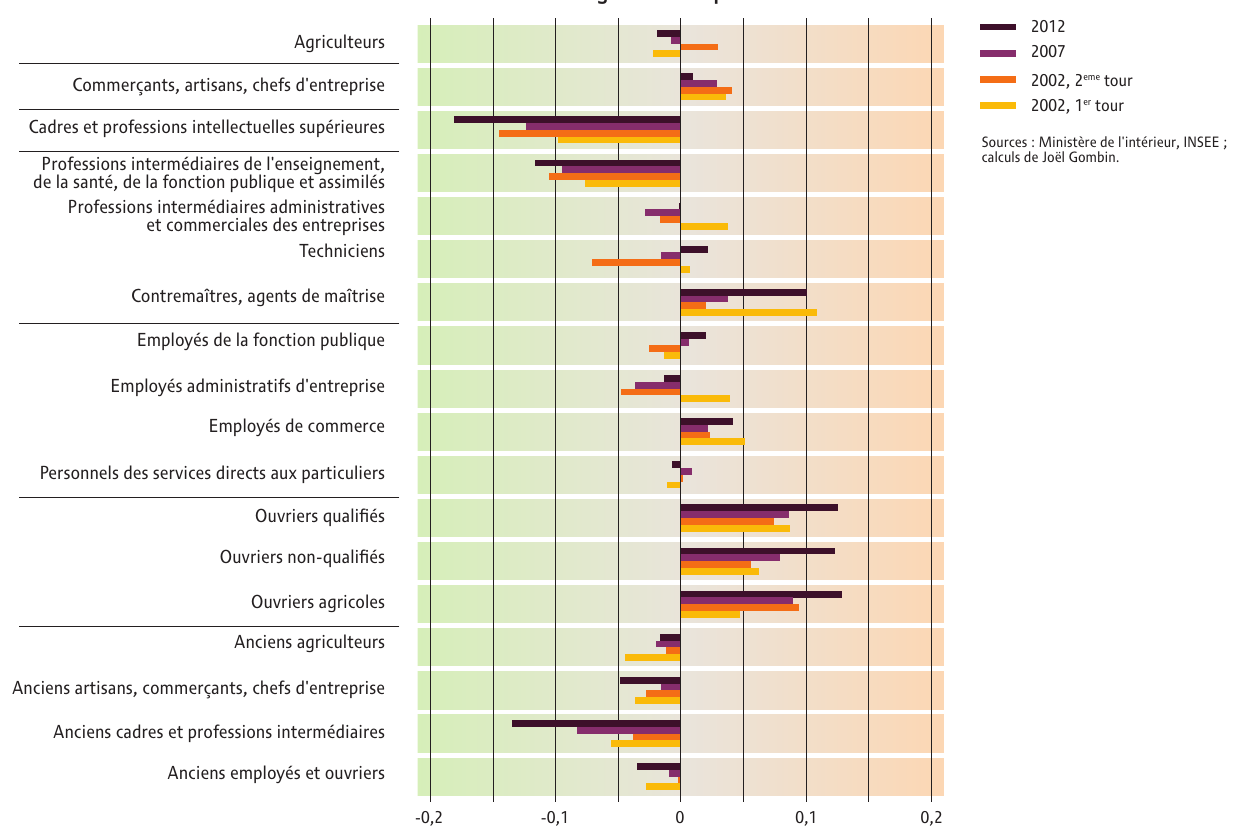 Agriculteurs
Commerçants, artisans, chefs d'entreprise
Cadres et professions intellectuelles supérieures
Professions intermédiaires de l'enseignement,
de la santé, de la fonction publique et assimilés
Professions intermédiaires administratives
et commerciales des entreprises
Techniciens
Contremaîtres, agents de maîtrise
Employés de la fonction publique
Employés administratifs d'entreprise
Employés de commerce
Personnels des services directs aux particuliers
Ouvriers qualifiés
Ouvriers non-qualifiés
Ouvriers agricoles
Anciens agriculteurs
Anciens artisans, commerçants, chefs d'entreprise
Anciens cadres et professions intermédiaires
Anciens employés et ouvriers
-0,2 -0,1 0 0,1 0,2
2012
2007
2002, 2eme tour
2002, 1er tour
Sources : Ministère de l'intérieur, INSEE ;
calculs de Joël Gombin.